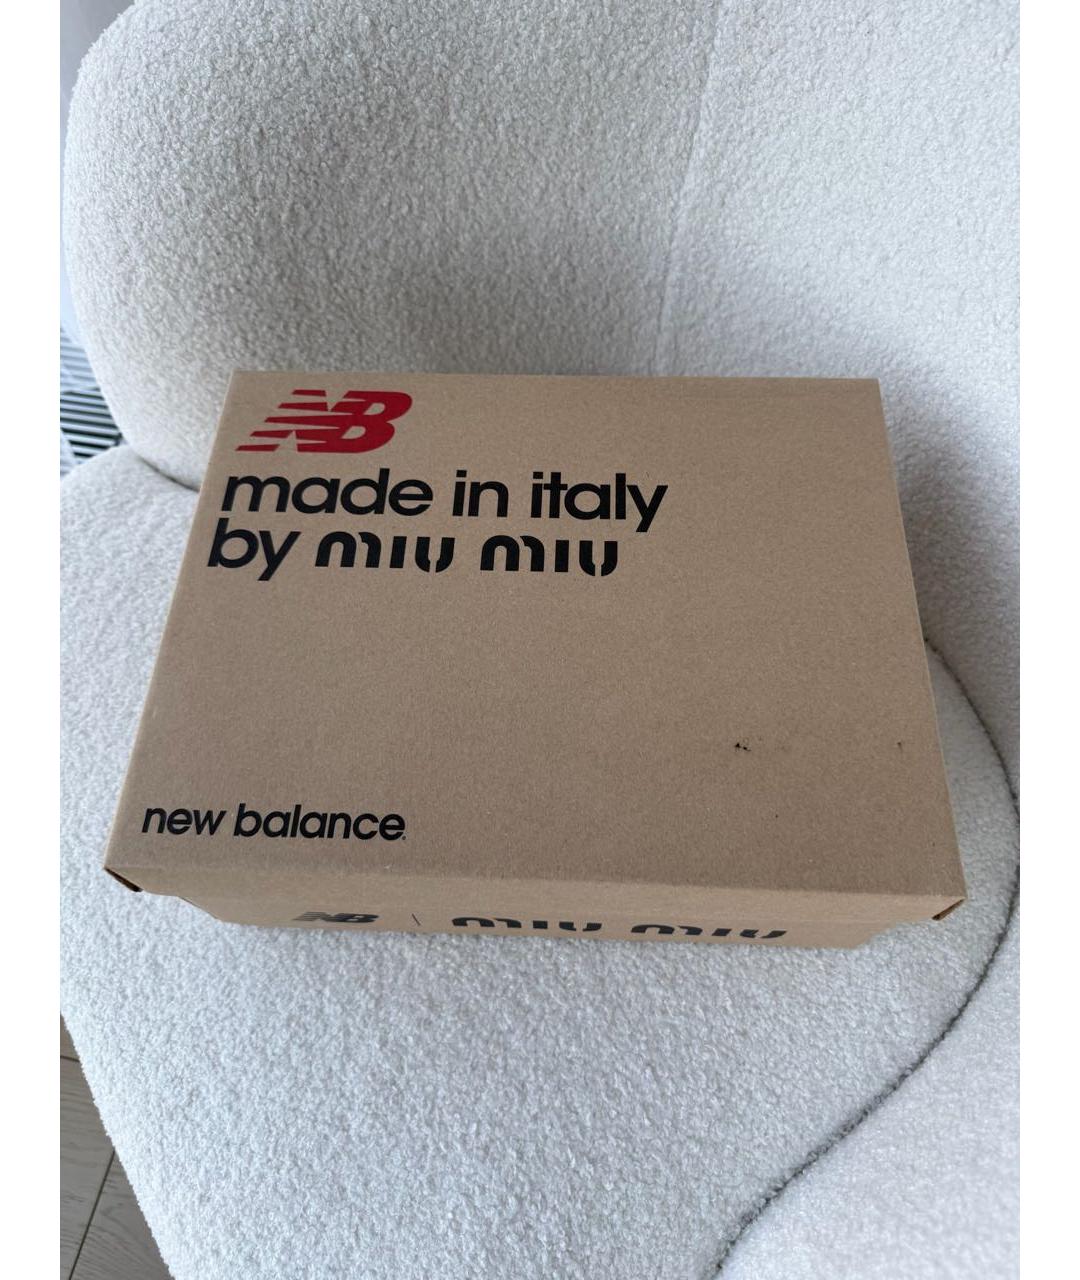 NB
made in italy
by miu miu
new balance
NB | miu miu